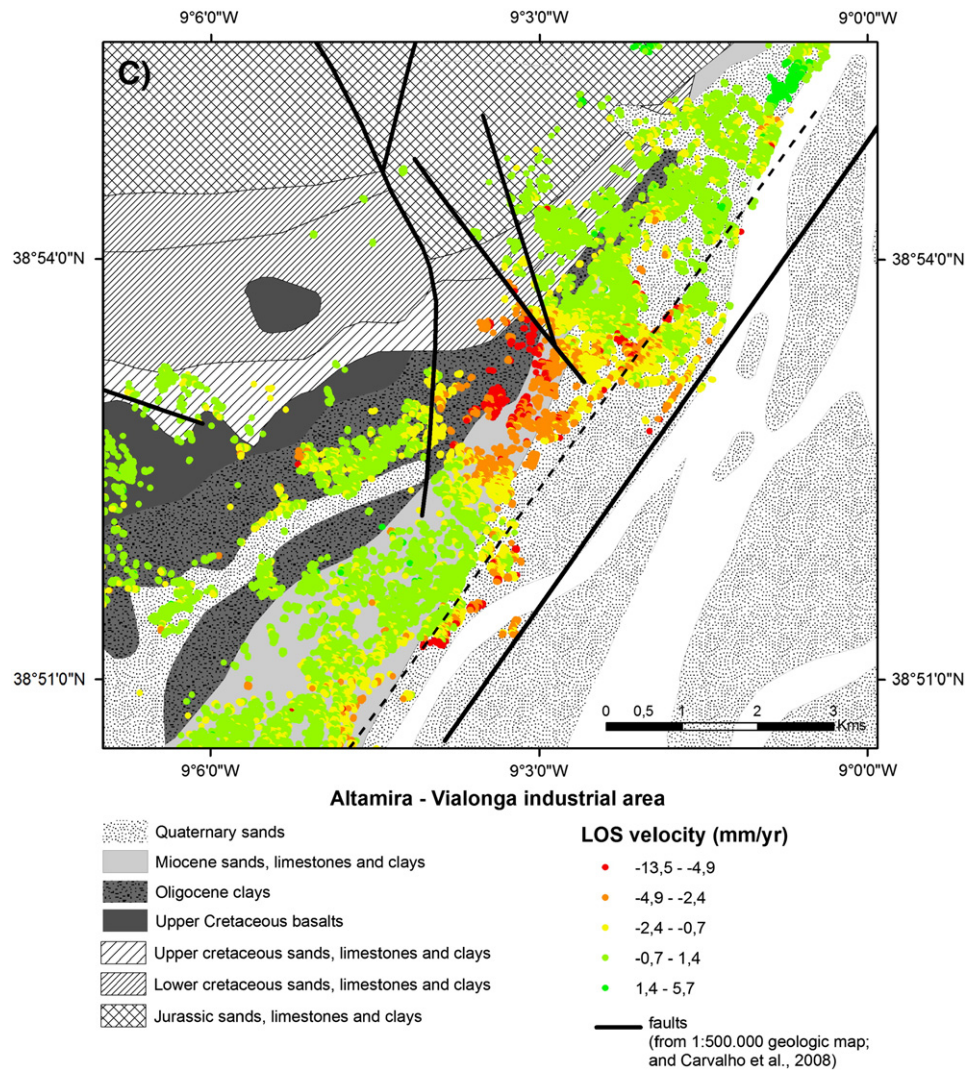 9°6'0"W 9°3'0"W 9°0'0"W
C)
38°54'0"N 38°54'0"N
38°51'0"N 38°51'0"N
0 0,5 1 2 3
Kms
9°6'0"W 9°3'0"W 9°0'0"W
Altamira - Vialonga industrial area
Quaternary sands
Miocene sands, limestones and clays
Oligocene clays
Upper Cretaceous basalts
Upper cretaceous sands, limestones and clays
Lower cretaceous sands, limestones and clays
Jurassic sands, limestones and clays
LOS velocity (mm/yr)
-13,5 - -4,9
-4,9 - -2,4
-2,4 - -0,7
-0,7 - 1,4
1,4 - 5,7
faults
(from 1:500.000 geologic map;
and Carvalho et al., 2008)